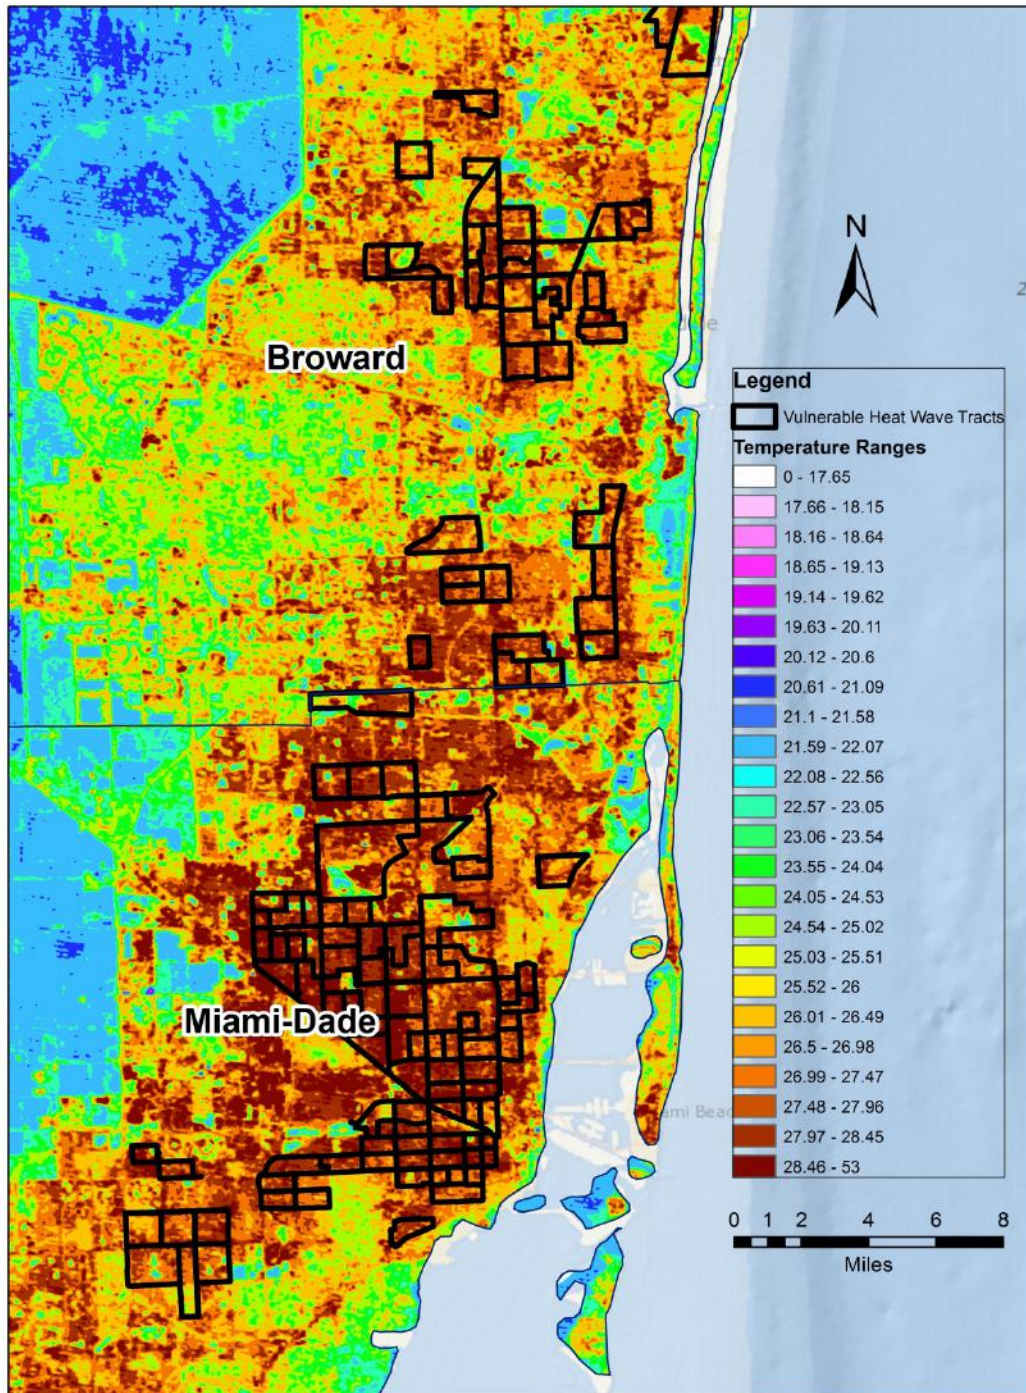 N
Broward
Legend
Vulnerable Heat Wave Tracts
Temperature Ranges
0 - 17.65
17.66 - 18.15
18.16 - 18.64
18.65 - 19.13
19.14 - 19.62
19.63 - 20.11
20.12 - 20.6
20.61 - 21.09
21.1 - 21.58
21.59 - 22.07
22.08 - 22.56
22.57 - 23.05
23.06 - 23.54
23.55 - 24.04
24.05 - 24.53
24.54 - 25.02
25.03 - 25.51
25.52 - 26
26.01 - 26.49
26.5 - 26.98
26.99 - 27.47
27.48 - 27.96
27.97 - 28.45
28.46 - 53
Miami-Dade
ami Beac
0 1 2 4 6 8
Miles